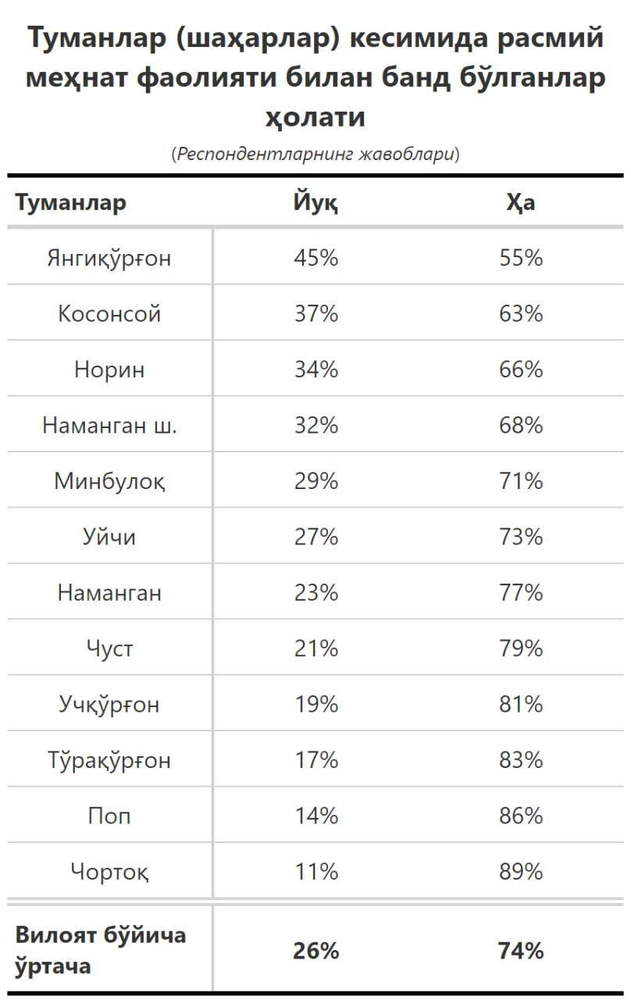 Туманлар (шаҳарлар) кесимида расмий
меҳнат фаолияти билан банд бўлганлар
ҳолати
(Респондентларнинг жавоблари)
Туманлар Йуқ Ҳа
Янгиқўрғон 45% 55%
Косонсой 37% 63%
Норин 34% 66%
Наманган ш. 32% 68%
Минбулоқ 29% 71%
Уйчи 27% 73%
Наманган 23% 77%
Чуст 21% 79%
Учқўрғон 19% 81%
Тўрақўрғон 17% 83%
Поп 14% 86%
Чортоқ 11% 89%
Вилоят бўйича
ўртача 26% 74%